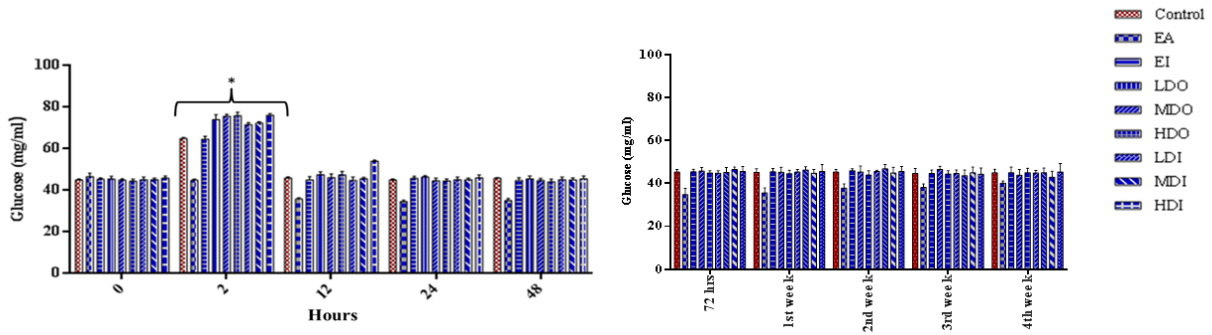 100
80
60
40
20
0
Glucose (mg/ml)
*
0
2
12
24
48
Hours
100
80
60
40
20
0
Glucose (mg/ml)
72 hrs
1st week
2nd week
3rd week
4th week
Control
EA
EI
LDO
MDO
HDO
LDI
MDI
HDI